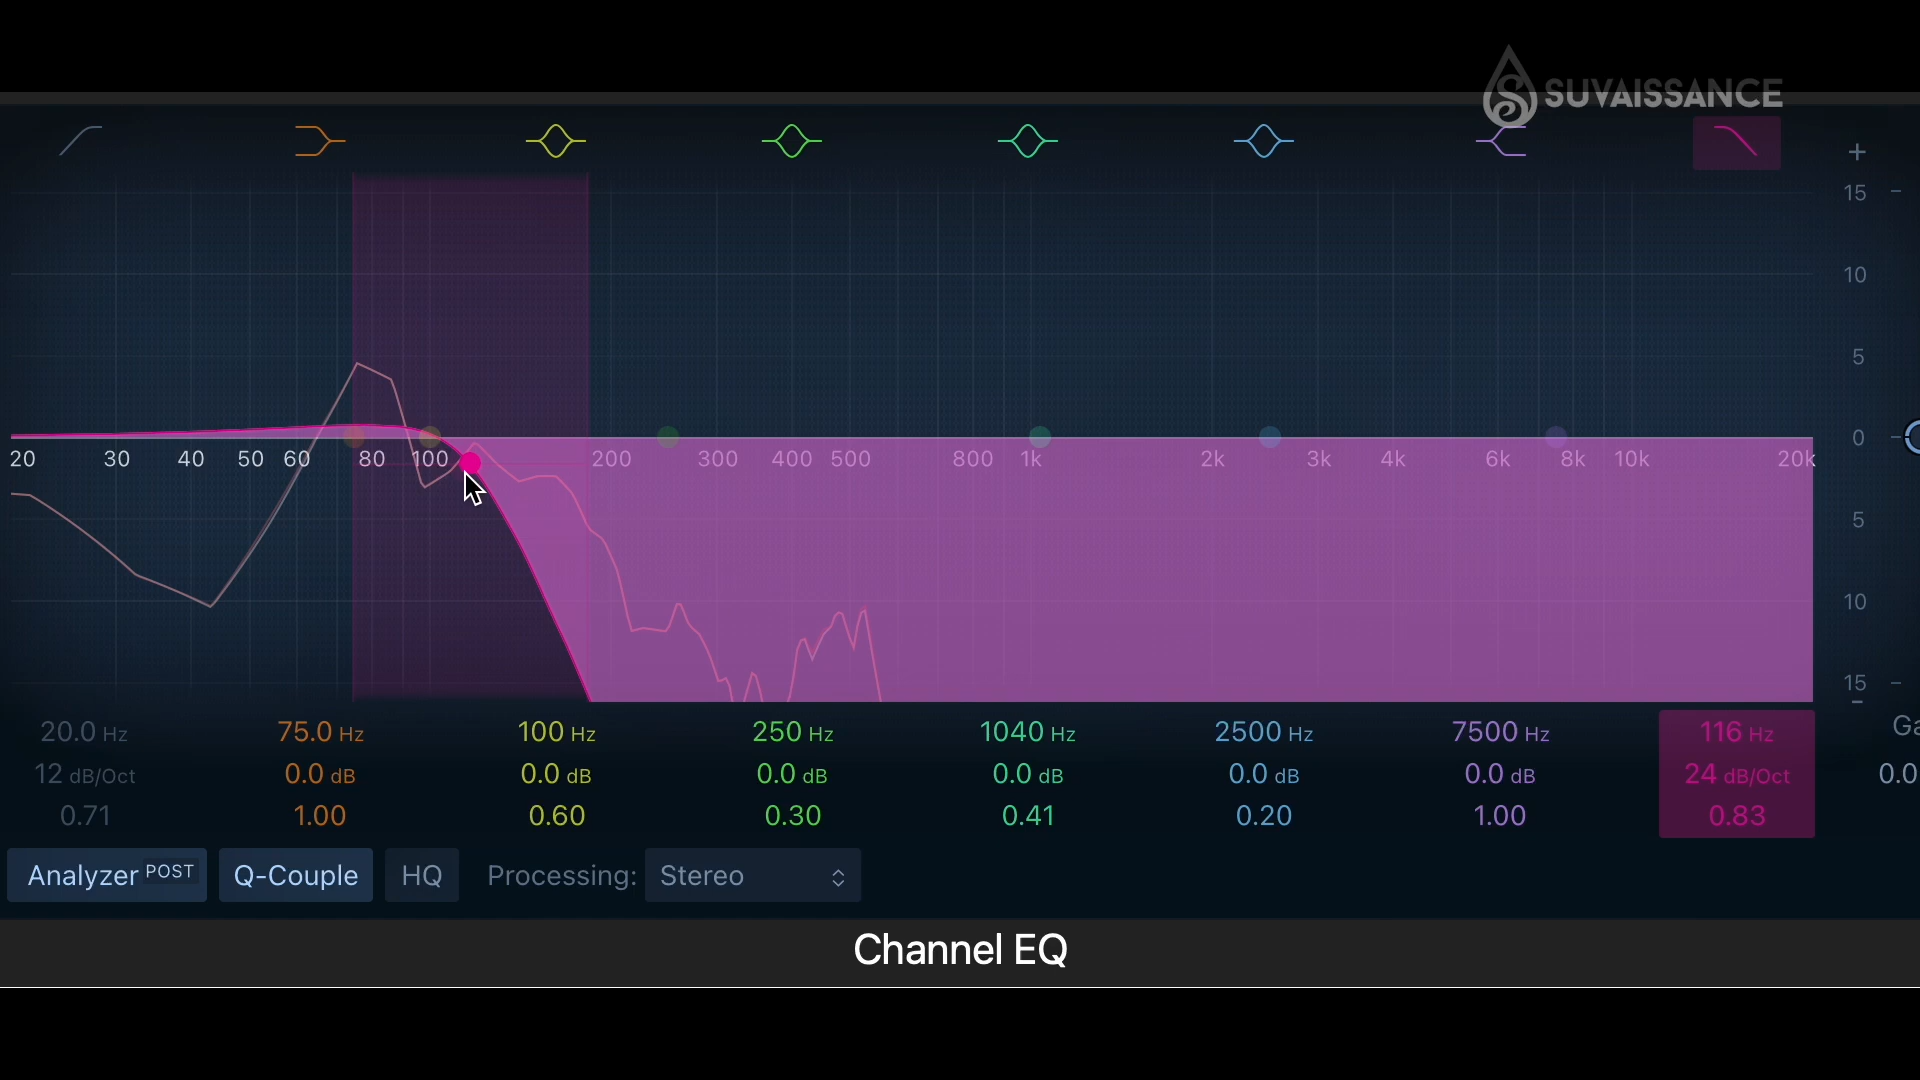 SUVAISSANCE
+
15
10
5
0
20 30 40 50 60 80 100 200 300 400 500 800 1k 2k 3k 4k 6k 8k 10k 20k
5
10
15
-
20.0 Hz 75.0 Hz 100 Hz 250 Hz 1040 Hz 2500 Hz 7500 Hz 116 Hz
12 dB/Oct 0.0 dB 0.0 dB 0.0 dB 0.0 dB 0.0 dB 0.0 dB 24 dB/Oct 0.0
0.71 1.00 0.60 0.30 0.41 0.20 1.00 0.83
Analyzer POST Q-Couple HQ Processing: Stereo
Channel EQ